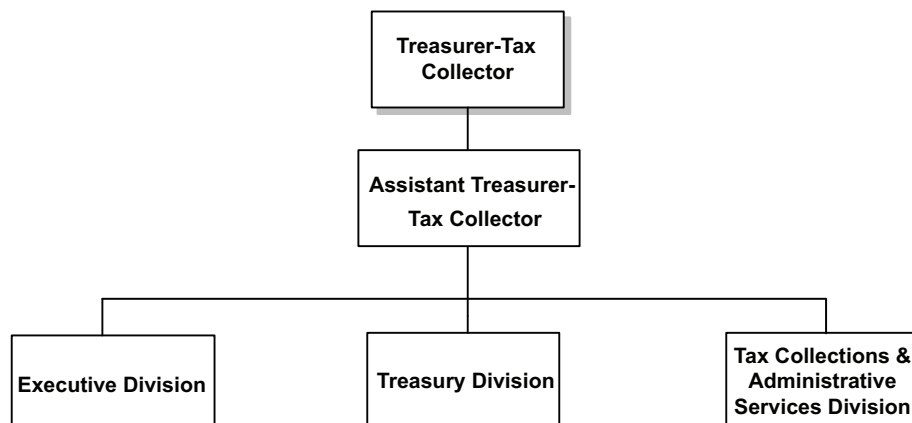 Treasurer-Tax
Collector
Assistant Treasurer-
Tax Collector
Executive Division
Treasury Division
Tax Collections &
Administrative
Services Division